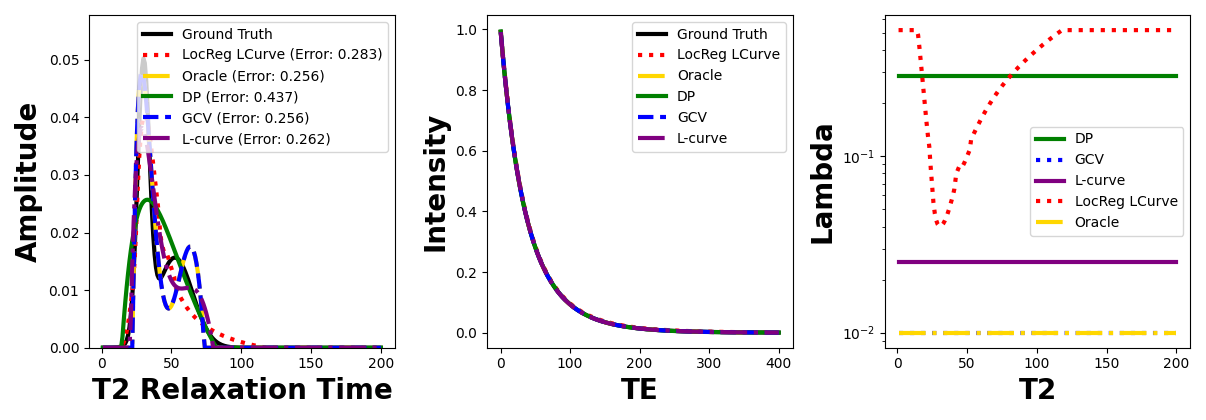 Amplitude
0.05
0.04
0.03
0.02
0.01
0.00
0
50
100
150
200
T2 Relaxation Time
Ground Truth
LocReg LCurve (Error: 0.283)
Oracle (Error: 0.256)
DP (Error: 0.437)
GCV (Error: 0.256)
L-curve (Error: 0.262)
Intensity
1.0
0.8
0.6
0.4
0.2
0.0
0
100
200
300
400
TE
Ground Truth
LocReg LCurve
Oracle
DP
GCV
L-curve
Lambda
10⁻¹
10⁻²
0
50
100
150
200
T2
DP
GCV
L-curve
LocReg LCurve
Oracle